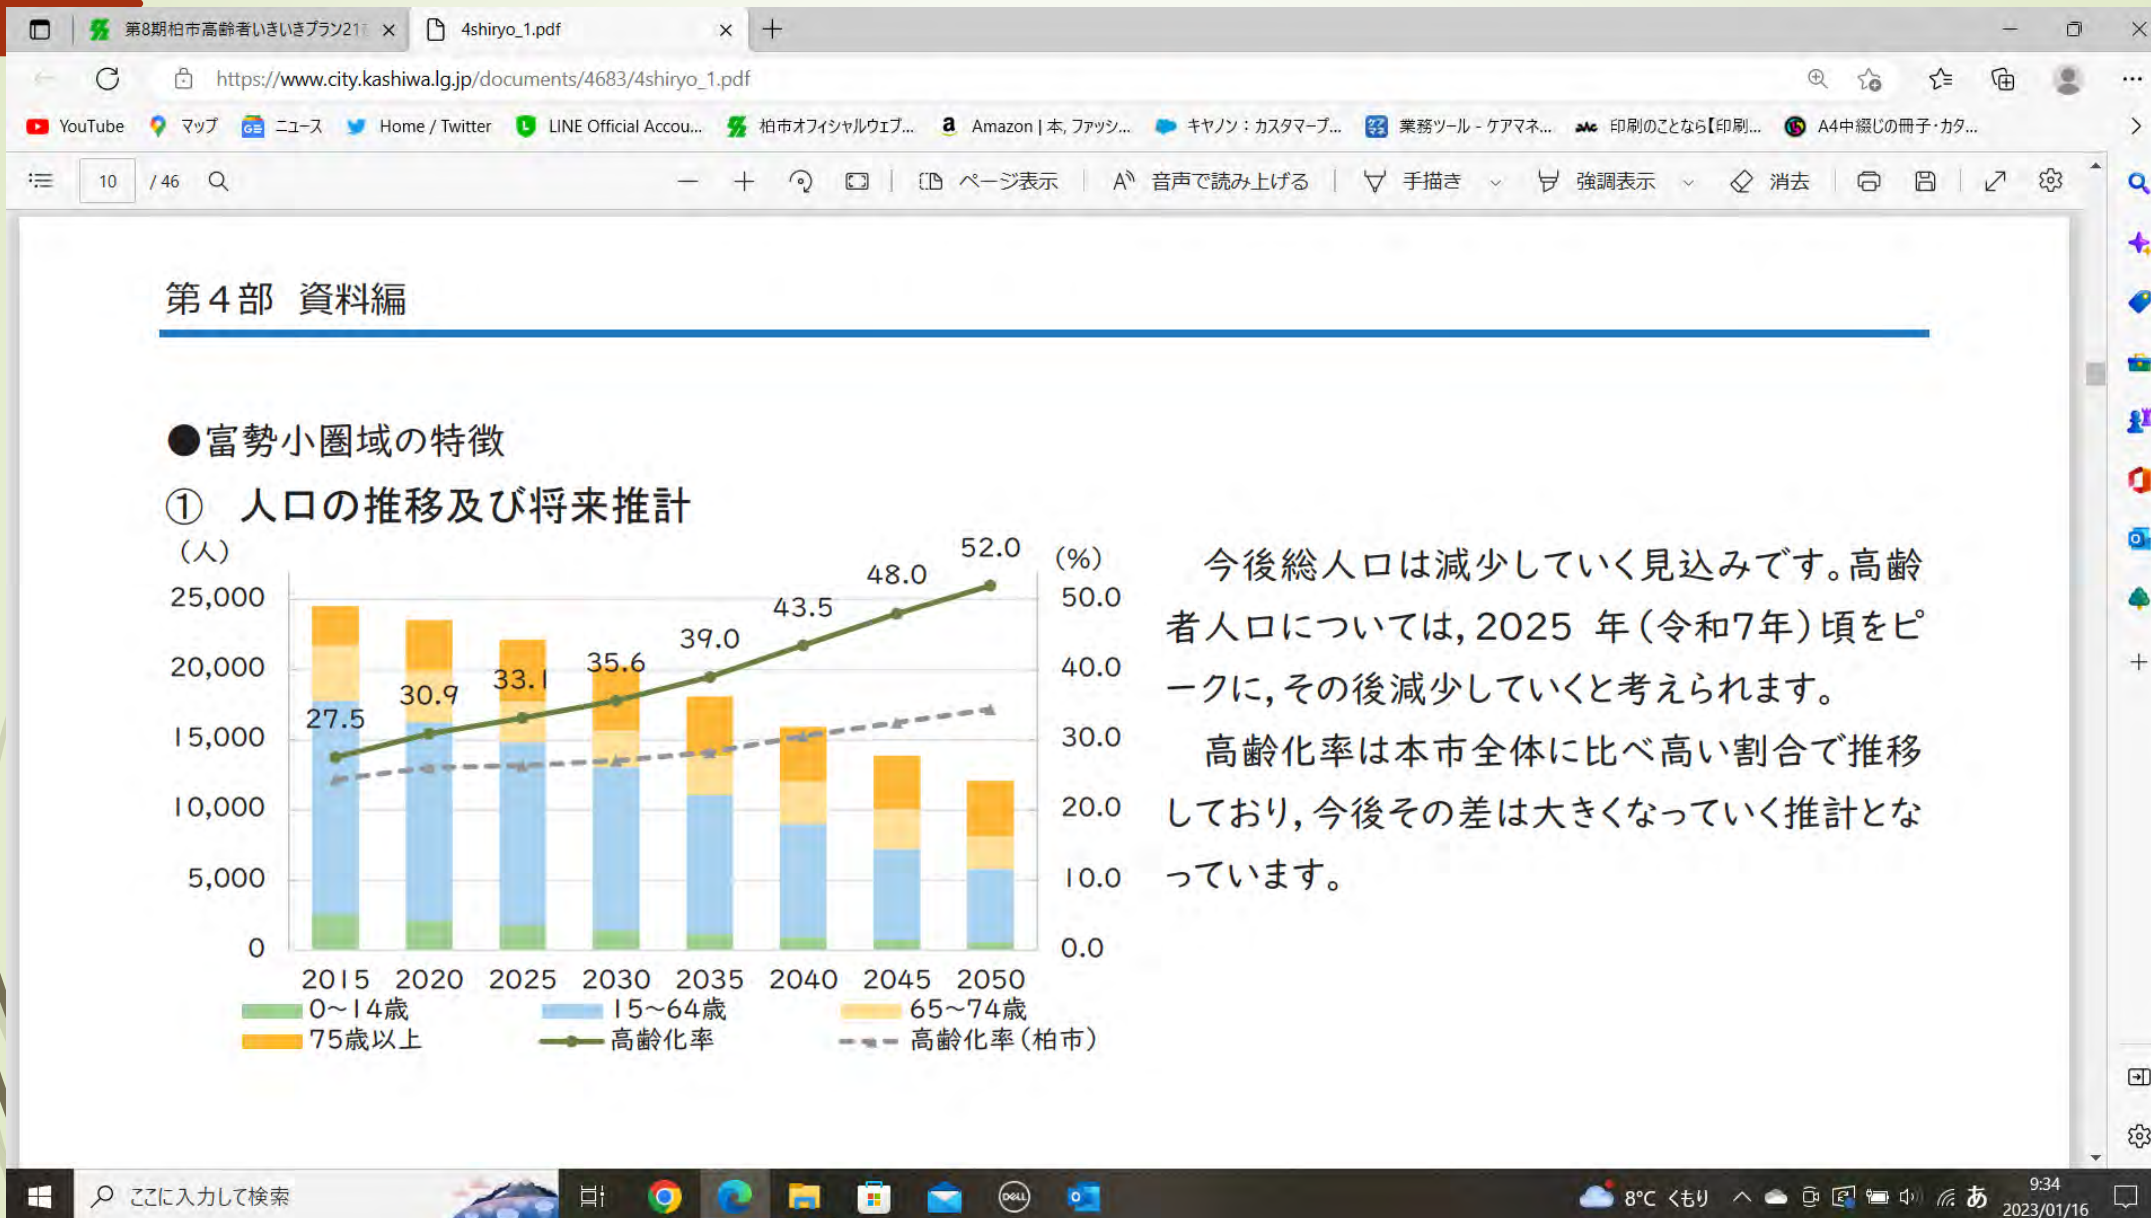 第8期柏市高齢者いきいきプラン21
4shiryo_1.pdf
https://www.city.kashiwa.lg.jp/documents/4683/4shiryo_1.pdf
YouTube マップ ニュース Home / Twitter LINE Official Accou... 柏市オフィシャルウェブ... Amazon | 本, ファッシ... キヤノン:カスタマープ... 業務ツール - ケアマネ... 印刷のことなら【印刷... A4中綴じの冊子・カタ...
10 / 46 ページ表示 音声で読み上げる 手描き 強調表示 消去
第4部 資料編
●富勢小圏域の特徴
① 人口の推移及び将来推計
(人)
(%)
25,000
20,000
15,000
10,000
5,000
0
27.5
30.9
33.1
35.6
39.0
43.5
48.0
52.0
50.0
40.0
30.0
20.0
10.0
0.0
2015 2020 2025 2030 2035 2040 2045 2050
0~14歳 15~64歳 65~74歳
75歳以上 高齢化率 高齢化率(柏市)
今後総人口は減少していく見込みです。高齢
者人口については,2025 年(令和7年)頃をピ
ークに,その後減少していくと考えられます。
高齢化率は本市全体に比べ高い割合で推移
しており,今後その差は大きくなっていく推計とな
っています。
ここに入力して検索
DELL
8°C くもり
あ
9:34
2023/01/16